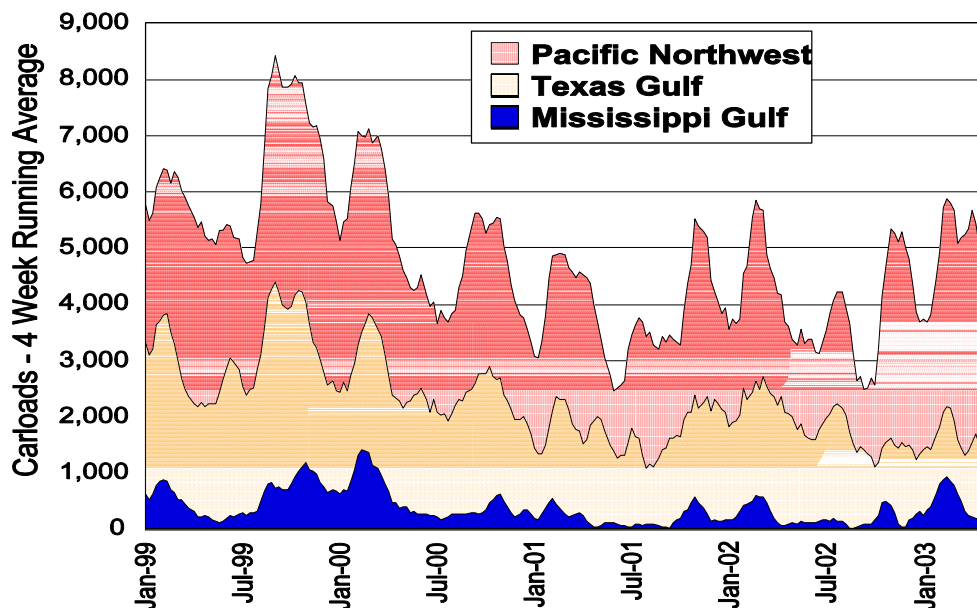 9,000
8,000
7,000
6,000
5,000
4,000
3,000
2,000
1,000
0
Carloads - 4 Week Running Average
Pacific Northwest
Texas Gulf
Mississippi Gulf
Jan-99
Jul-99
Jan-00
Jul-00
Jan-01
Jul-01
Jan-02
Jul-02
Jan-03